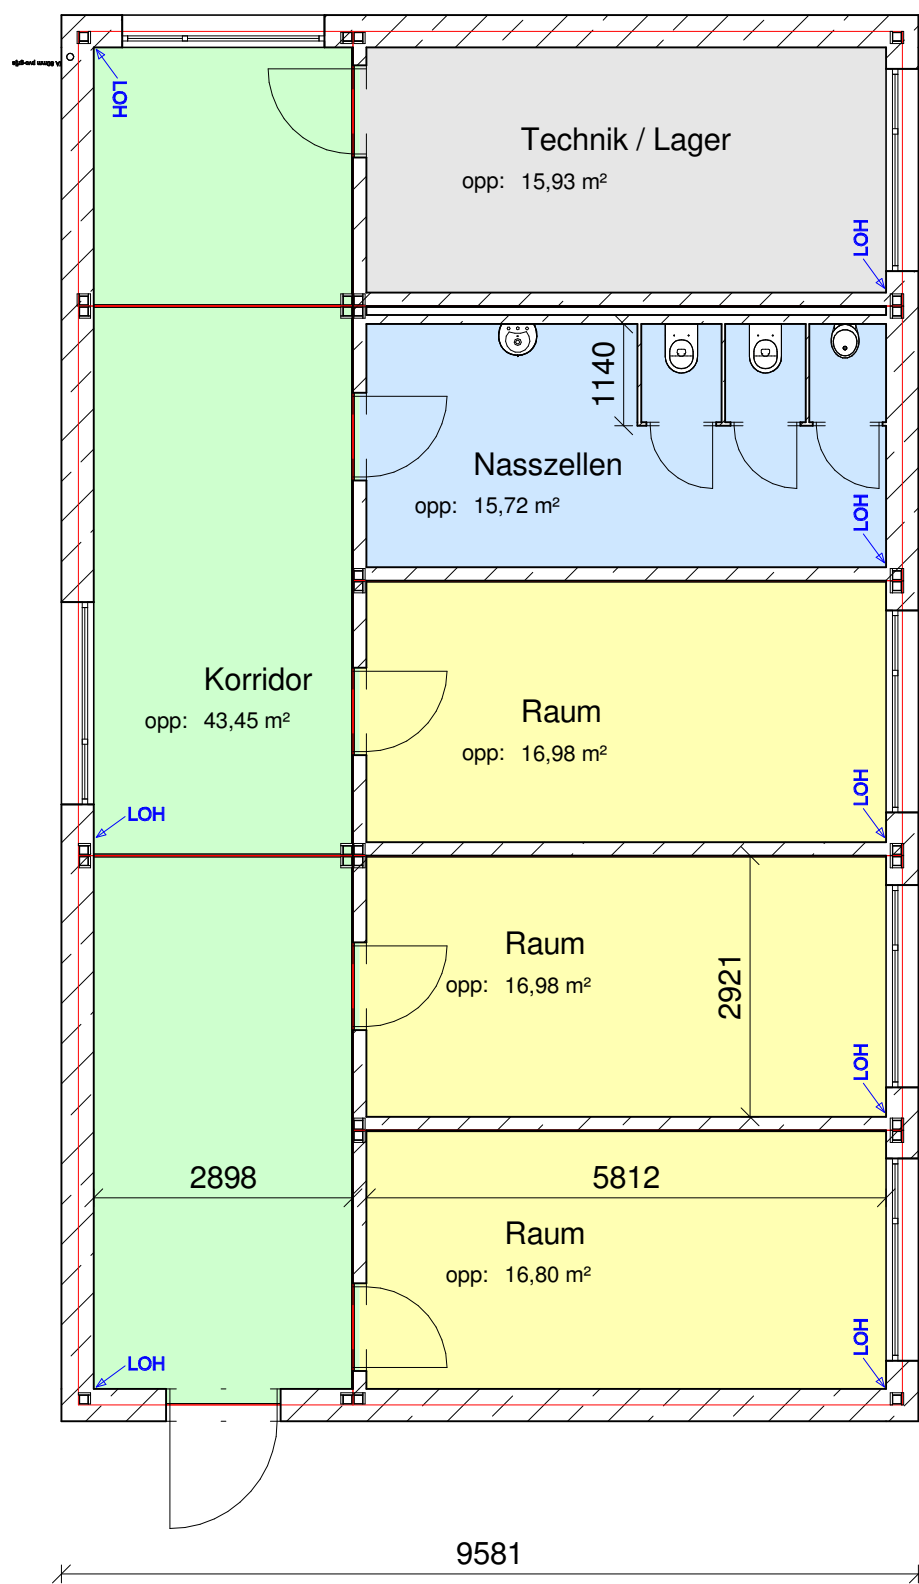 LOH
Technik / Lager
opp: 15,93 m²
LOH
1140
Nasszellen
opp: 15,72 m²
LOH
Korridor
opp: 43,45 m²
Raum
opp: 16,98 m²
LOH
LOH
Raum
opp: 16,98 m²
2921
LOH
2898
5812
Raum
opp: 16,80 m²
LOH
LOH
9581